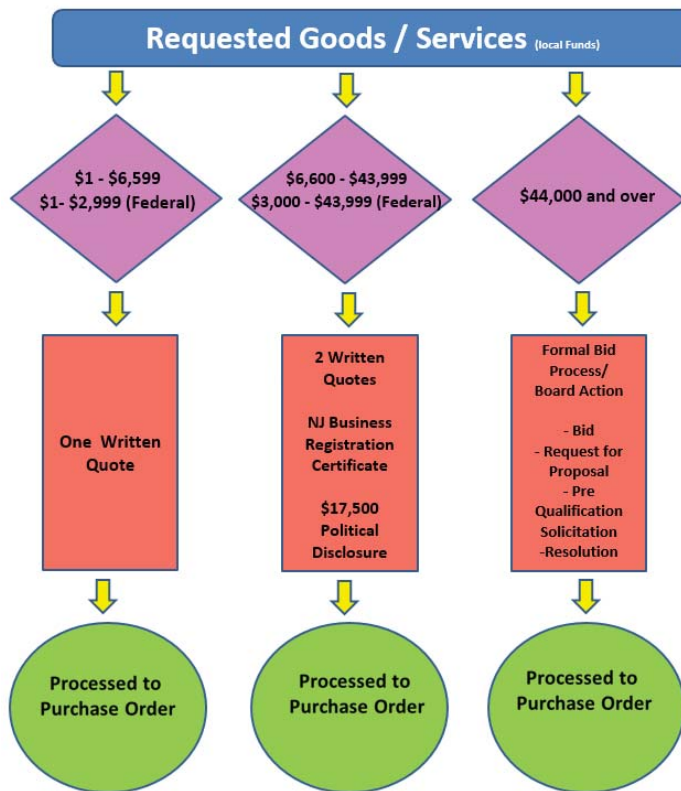 Requested Goods / Services (local Funds)
$1 - $6,599
$1- $2,999 (Federal)
$6,600 - $43,999
$3,000 - $43,999 (Federal)
$44,000 and over
One Written
Quote
2 Written
Quotes
NJ Business
Registration
Certificate
$17,500
Political
Disclosure
Formal Bid
Process/
Board Action
- Bid
- Request for
Proposal
- Pre
Qualification
Solicitation
-Resolution
Processed to
Purchase Order
Processed to
Purchase Order
Processed to
Purchase Order